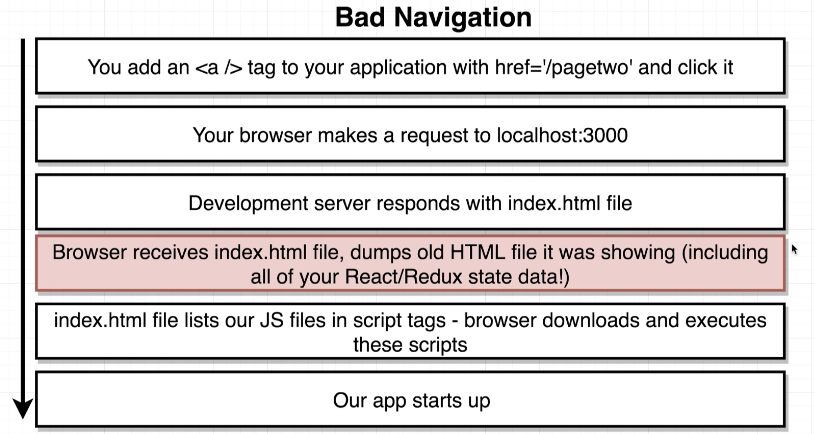 Bad Navigation
You add an <a /> tag to your application with href='/pagetwo' and click it
Your browser makes a request to localhost:3000
Development server responds with index.html file
Browser receives index.html file, dumps old HTML file it was showing (including
all of your React/Redux state data!)
index.html file lists our JS files in script tags - browser downloads and executes
these scripts
Our app starts up